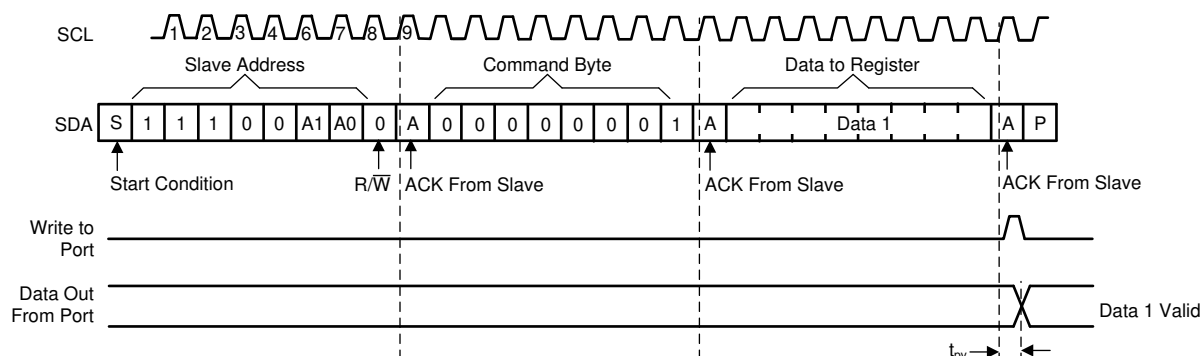 SCL 1 2 3 4 6 7 8 9
Slave Address Command Byte Data to Register
SDA S 1 1 1 0 0 A1 A0 0 A 0 0 0 0 0 0 0 1 A Data 1 A P
Start Condition R/W̅ ACK From Slave ACK From Slave ACK From Slave
Write to
Port
Data Out
From Port
Data 1 Valid
tpv